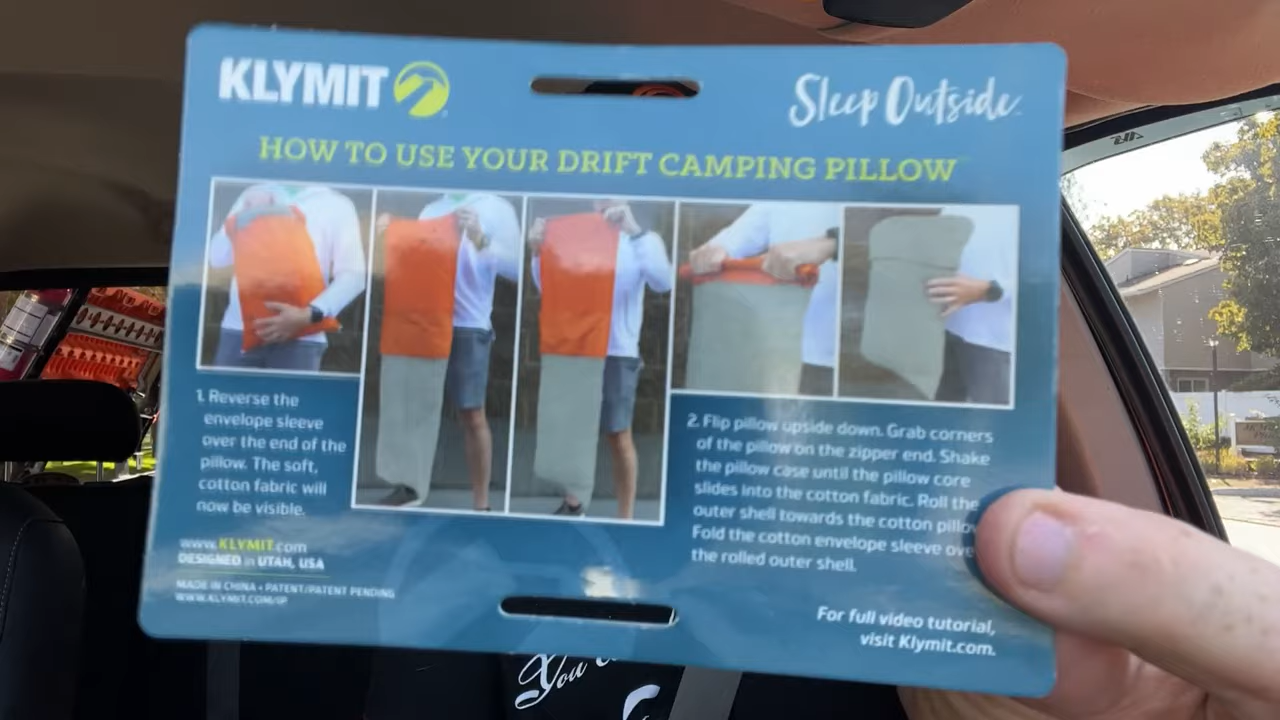 KLYMIT
Sleep Outside
HOW TO USE YOUR DRIFT CAMPING PILLOW
1. Reverse the
envelope sleeve
over the end of the
pillow. The soft,
cotton fabric will
now be visible.
2. Flip pillow upside down. Grab corners
of the pillow on the zipper end. Shake
the pillow case until the pillow core
slides into the cotton fabric. Roll the
outer shell towards the cotton pillo
Fold the cotton envelope sleeve ove
the rolled outer shell.
www.KLYMIT.com
DESIGNED in UTAH, USA
MADE IN CHINA • PATENT/PATENT PENDING
WWW.KLYMIT.COM/IP
For full video tutorial,
visit Klymit.com.
You